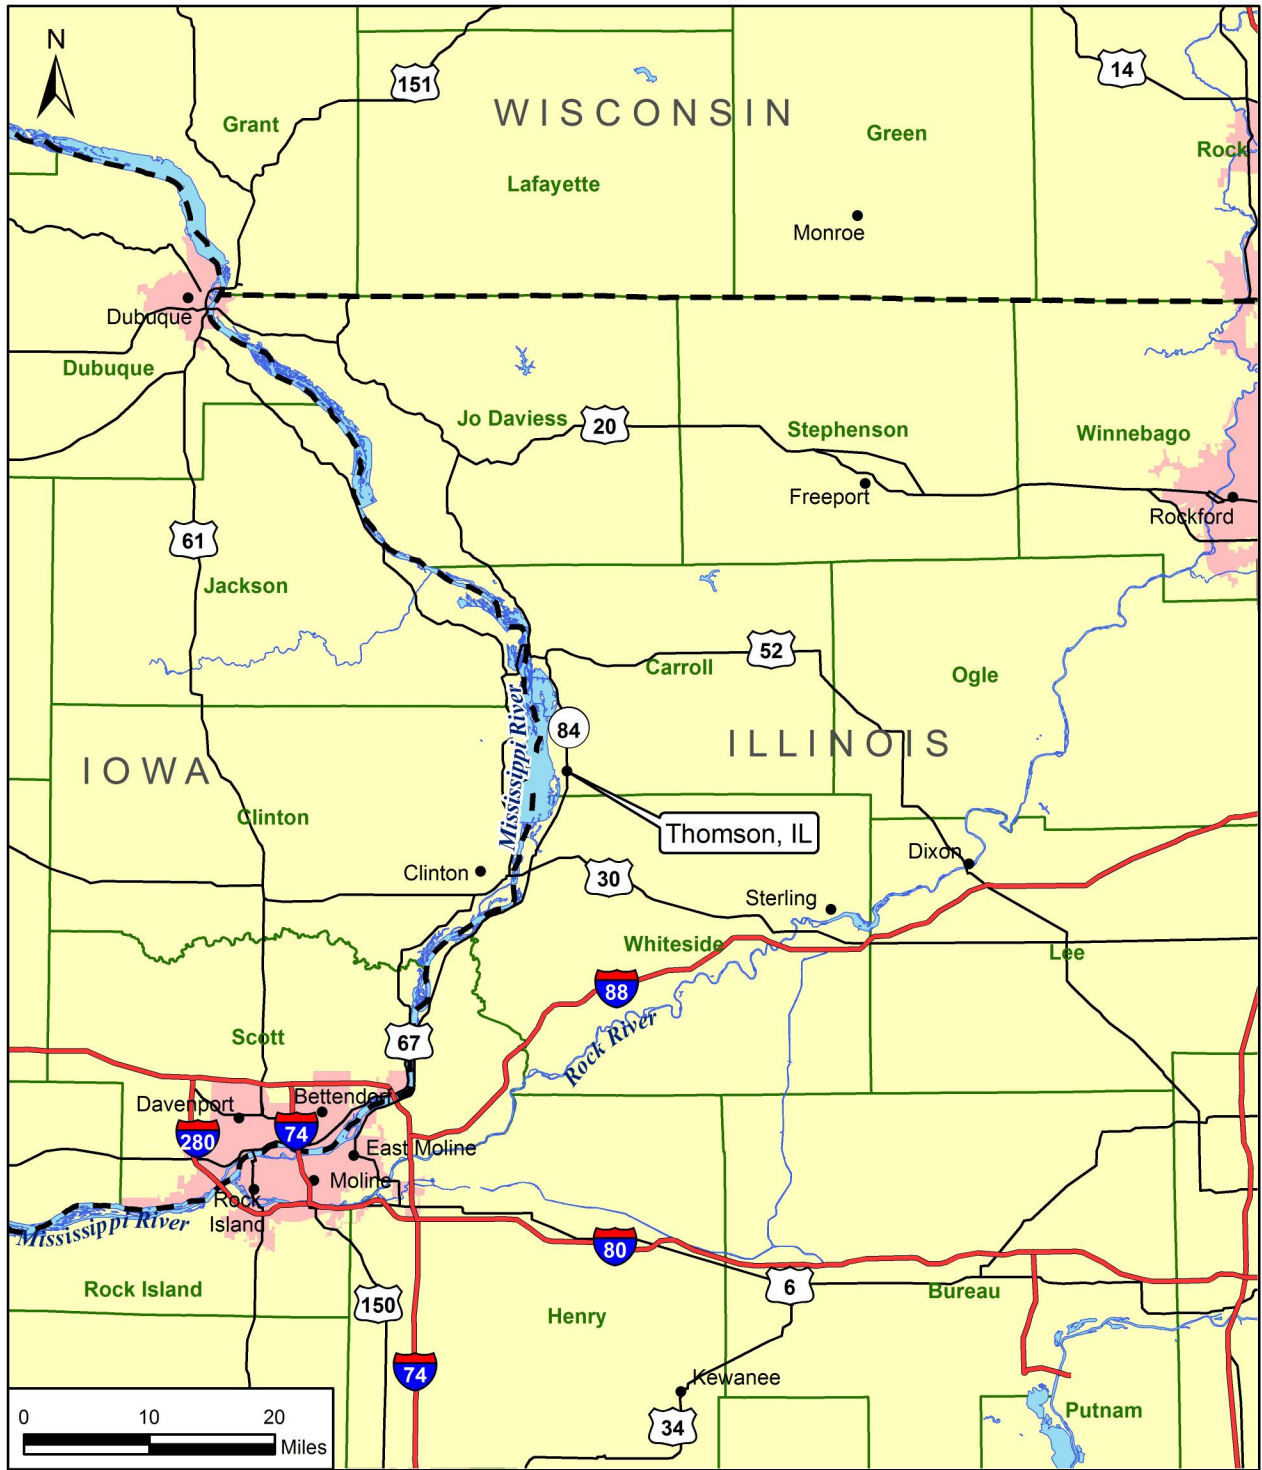 N
151
14
WISCONSIN
Grant
Green
Rock
Lafayette
Monroe
Dubuque
Dubuque
Jo Daviess
20
Stephenson
Winnebago
Freeport
Rockford
61
Jackson
52
Carroll
Ogle
Mississippi River
84
ILLINOIS
IOWA
Clinton
Thomson, IL
Dixon
Clinton
30
Sterling
Whiteside
Lee
88
Rock River
Scott
67
Davenport
Bettendorf
280
74
East Moline
Moline
Rock
Island
Mississippi River
80
6
Rock Island
150
Bureau
Henry
74
Kewanee
34
Putnam
0 10 20
Miles